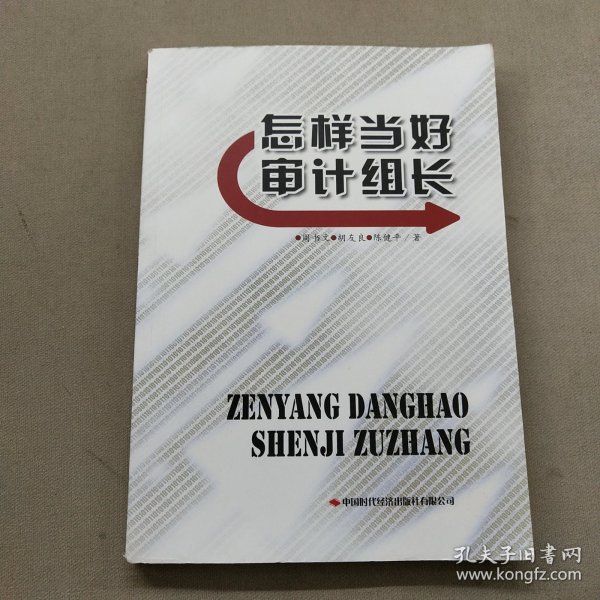 怎样当好
审计组长
●周书文●胡友良●陈健平／著
ZENYANG DANGHAO
SHENJI ZUZHANG
中国时代经济出版社有限公司
孔夫子旧书网
www.kongfz.com